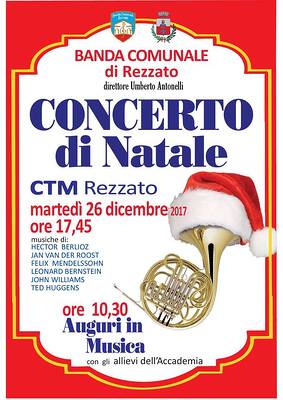 BANDA COMUNALE
di Rezzato
direttore Umberto Antonelli
CONCERTO
di Natale
CTM Rezzato
martedì 26 dicembre 2017
ore 17,45
musiche di:
HECTOR BERLIOZ
JAN VAN DER ROOST
FELIX MENDELSSOHN
LEONARD BERNSTEIN
JOHN WILLIAMS
TED HUGGENS
ore 10,30
Auguri in
Musica
con gli allievi dell'Accademia